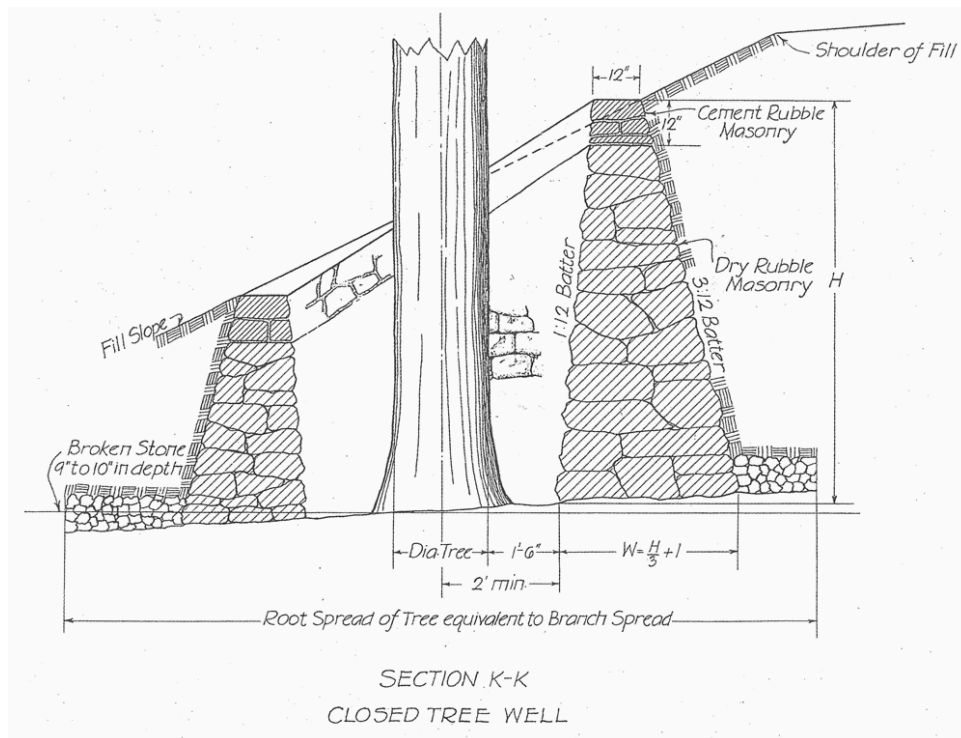 Shoulder of Fill
12"
Cement Rubble
Masonry
12"
Dry Rubble
Masonry
H
1:12 Batter
3:12 Batter
Fill Slope
Broken Stone
9" to 10" in depth
Dia. Tree
1'-6"
W = H/3 + 1
2' min.
Root Spread of Tree equivalent to Branch Spread
SECTION K-K
CLOSED TREE WELL